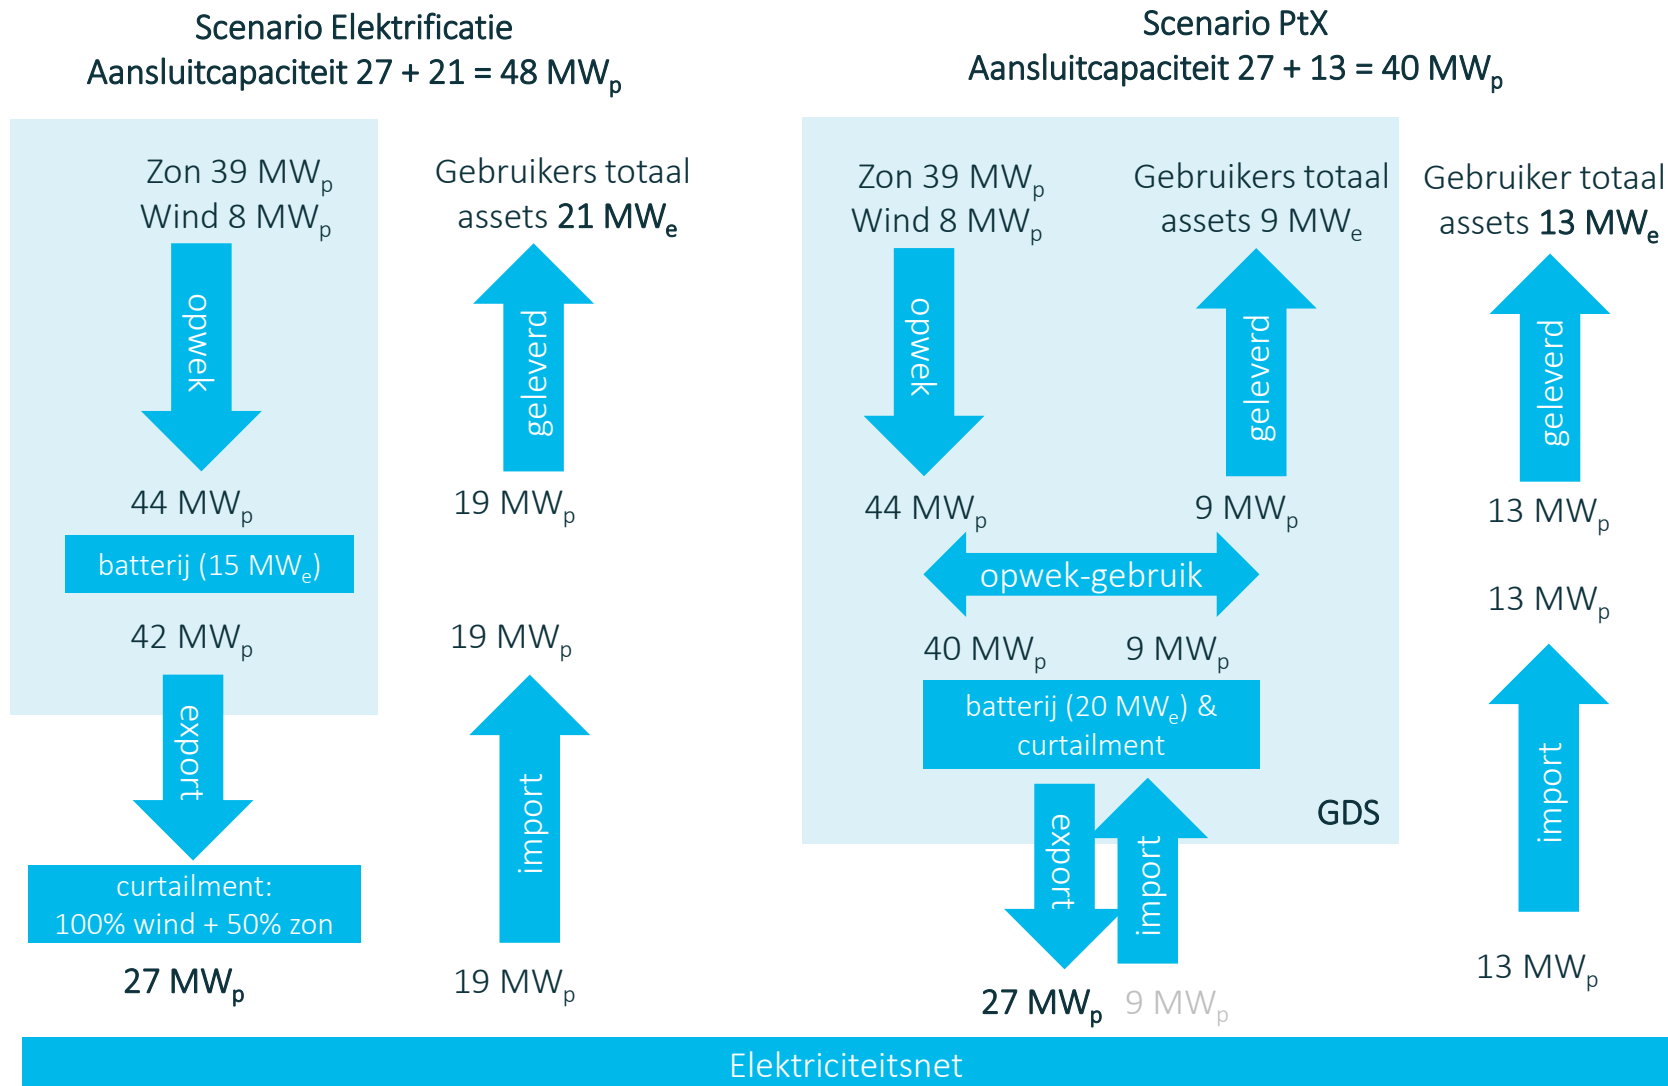 Scenario Elektrificatie
Aansluitcapaciteit 27 + 21 = 48 MWp
Zon 39 MWp
Wind 8 MWp
opwek
44 MWp
batterij (15 MWe)
42 MWp
export
curtailment:
100% wind + 50% zon
27 MWp
Gebruikers totaal
assets 21 MWe
geleverd
19 MWp
19 MWp
import
19 MWp
Scenario PtX
Aansluitcapaciteit 27 + 13 = 40 MWp
Zon 39 MWp
Wind 8 MWp
opwek
44 MWp
Gebruikers totaal
assets 9 MWe
geleverd
9 MWp
opwek-gebruik
40 MWp
9 MWp
batterij (20 MWe) &
curtailment
GDS
export
import
27 MWp
9 MWp
Gebruiker totaal
assets 13 MWe
geleverd
13 MWp
13 MWp
import
13 MWp
Elektriciteitsnet